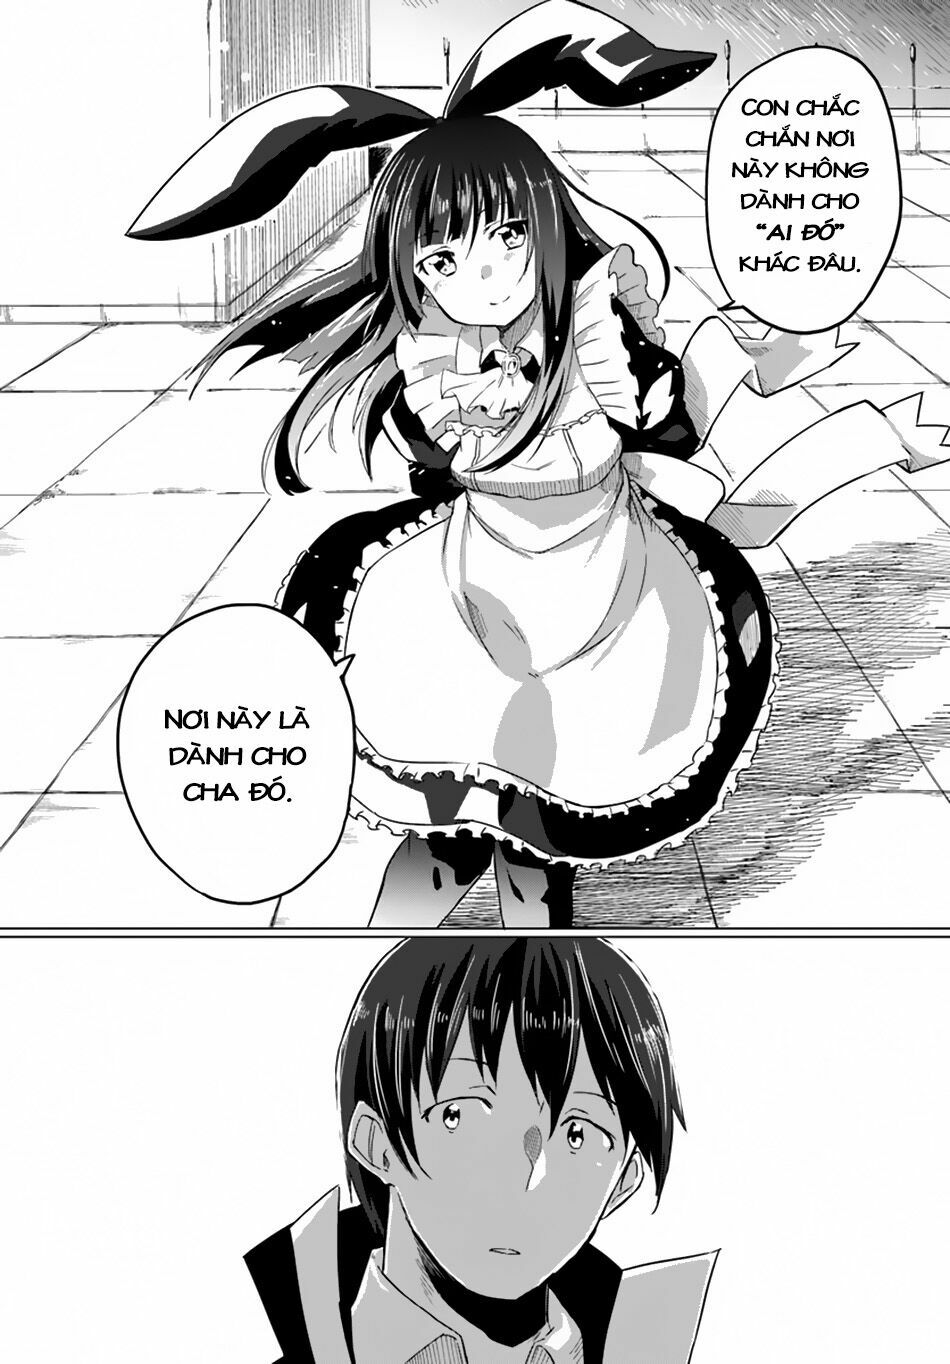 CON CHẮC
CHẮN NƠI
NÀY KHÔNG
DÀNH CHO
“AI ĐÓ”
KHÁC ĐÂU.
NƠI NÀY LÀ
DÀNH CHO
CHA ĐÓ.